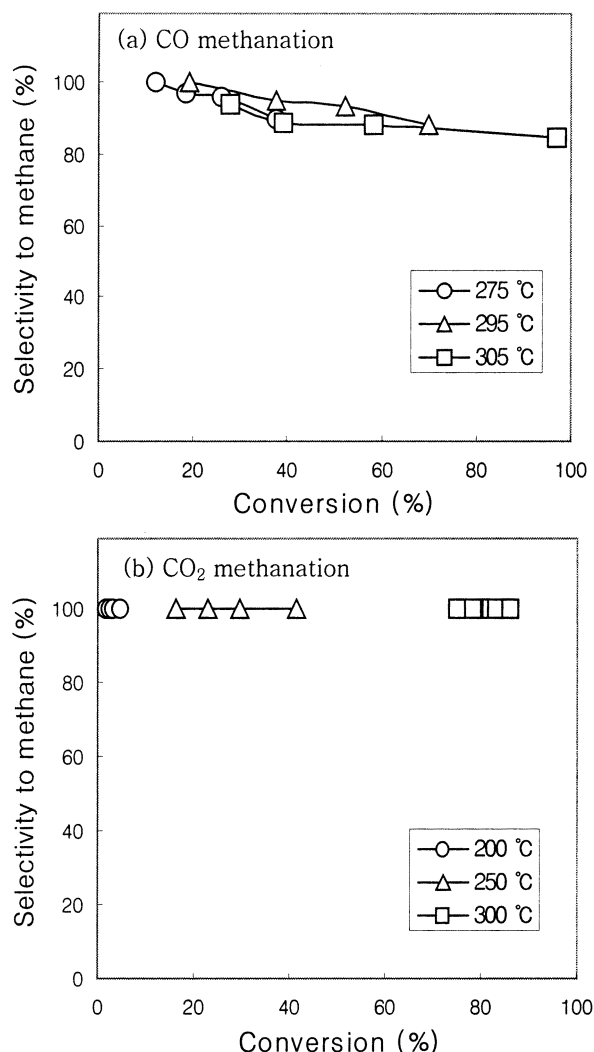 (a) CO methanation
100
80
60
40
20
0
Selectivity to methane (%)
275 ℃
295 ℃
305 ℃
0 20 40 60 80 100
Conversion (%)
(b) CO₂ methanation
100
80
60
40
20
0
Selectivity to methane (%)
200 ℃
250 ℃
300 ℃
0 20 40 60 80 100
Conversion (%)